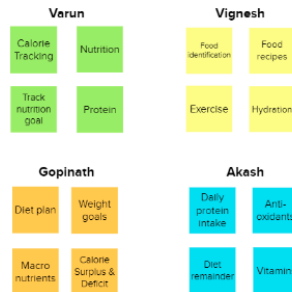 Varun
Calorie
Tracking
Nutrition
Track
nutrition
goal
Protein
Vignesh
Food
identification
Food
recipes
Exercise
Hydration
Gopinath
Diet plan
Weight
goals
Macro
nutrients
Calorie
Surplus &
Deficit
Akash
Daily
protein
intake
Anti-
oxidants
Diet
remainder
Vitamin